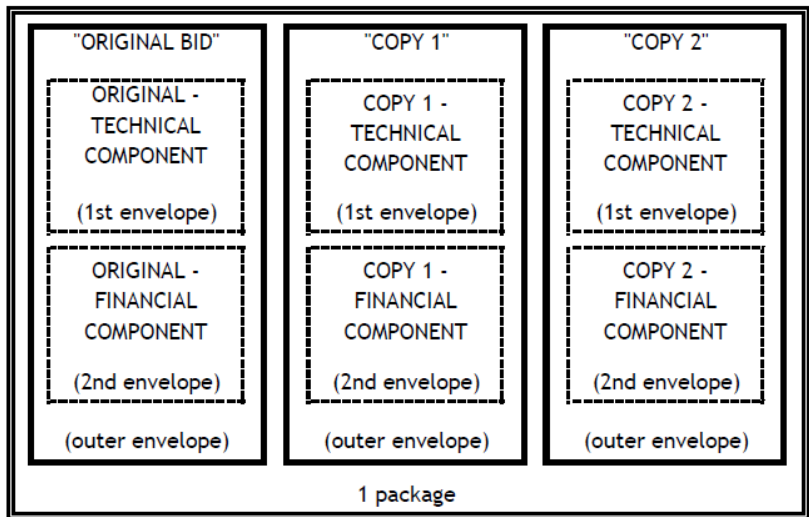 "ORIGINAL BID"
ORIGINAL -
TECHNICAL
COMPONENT
(1st envelope)
ORIGINAL -
FINANCIAL
COMPONENT
(2nd envelope)
(outer envelope)
"COPY 1"
COPY 1 -
TECHNICAL
COMPONENT
(1st envelope)
COPY 1 -
FINANCIAL
COMPONENT
(2nd envelope)
(outer envelope)
"COPY 2"
COPY 2 -
TECHNICAL
COMPONENT
(1st envelope)
COPY 2 -
FINANCIAL
COMPONENT
(2nd envelope)
(outer envelope)
1 package